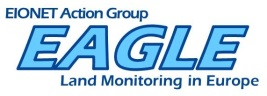 EIONET Action Group
EAGLE
Land Monitoring in Europe